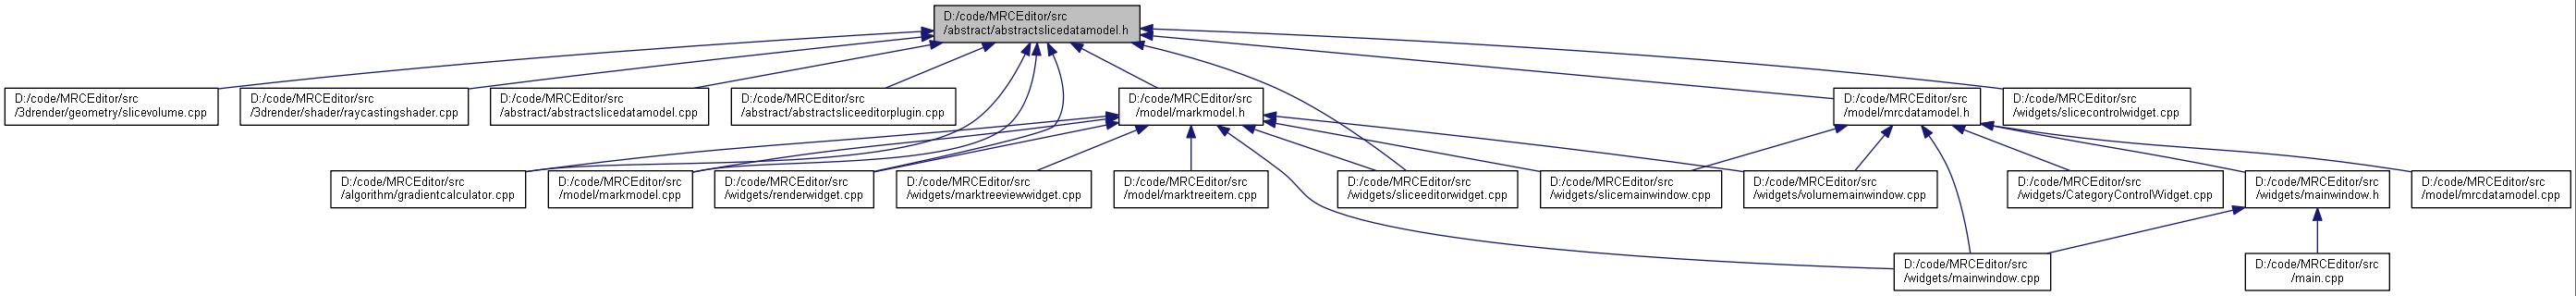 D:/code/MRCEditor/src
/abstract/abstractslicedatamodel.h
D:/code/MRCEditor/src
/3drender/geometry/slicevolume.cpp
D:/code/MRCEditor/src
/3drender/shader/raycastingshader.cpp
D:/code/MRCEditor/src
/abstract/abstractslicedatamodel.cpp
D:/code/MRCEditor/src
/abstract/abstractsliceeditorplugin.cpp
D:/code/MRCEditor/src
/model/markmodel.h
D:/code/MRCEditor/src
/model/mrcdatamodel.h
D:/code/MRCEditor/src
/widgets/slicecontrolwidget.cpp
D:/code/MRCEditor/src
/algorithm/gradientcalculator.cpp
D:/code/MRCEditor/src
/model/markmodel.cpp
D:/code/MRCEditor/src
/widgets/renderwidget.cpp
D:/code/MRCEditor/src
/widgets/marktreeviewwidget.cpp
D:/code/MRCEditor/src
/model/marktreeitem.cpp
D:/code/MRCEditor/src
/widgets/sliceeditorwidget.cpp
D:/code/MRCEditor/src
/widgets/slicemainwindow.cpp
D:/code/MRCEditor/src
/widgets/volumemainwindow.cpp
D:/code/MRCEditor/src
/widgets/CategoryControlWidget.cpp
D:/code/MRCEditor/src
/widgets/mainwindow.h
D:/code/MRCEditor/src
/model/mrcdatamodel.cpp
D:/code/MRCEditor/src
/widgets/mainwindow.cpp
D:/code/MRCEditor/src
/main.cpp